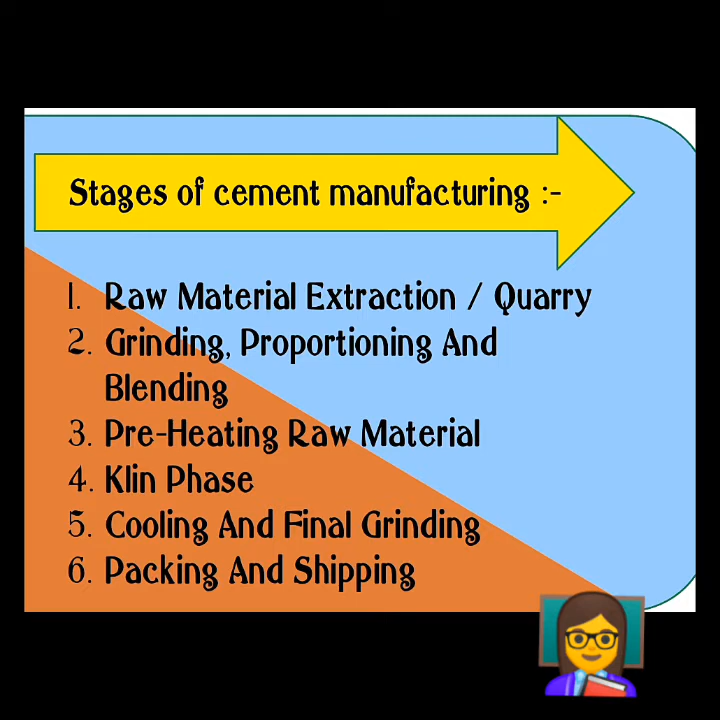 Stages of cement manufacturing :-
1. Raw Material Extraction / Quarry
2. Grinding, Proportioning And
Blending
3. Pre-Heating Raw Material
4. Klin Phase
5. Cooling And Final Grinding
6. Packing And Shipping